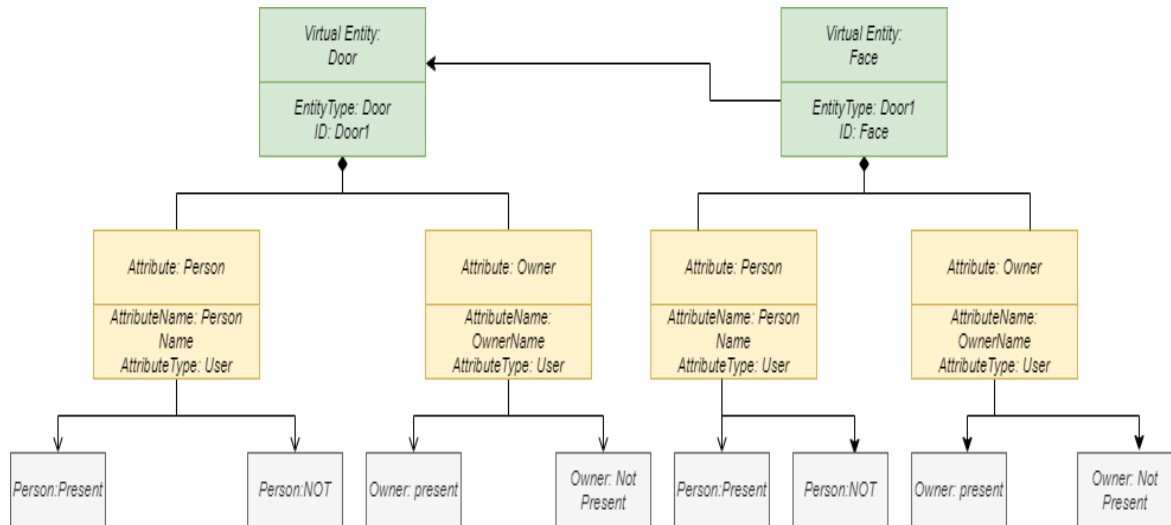 Virtual Entity:
Door
EntityType: Door
ID: Door1
Virtual Entity:
Face
EntityType: Door1
ID: Face
Attribute: Person
AttributeName: Person
Name
AttributeType: User
Attribute: Owner
AttributeName:
OwnerName
AttributeType: User
Attribute: Person
AttributeName: Person
Name
AttributeType: User
Attribute: Owner
AttributeName:
OwnerName
AttributeType: User
Person:Present
Person:NOT
Owner: present
Owner: Not
Present
Person:Present
Person:NOT
Owner: present
Owner: Not
Present